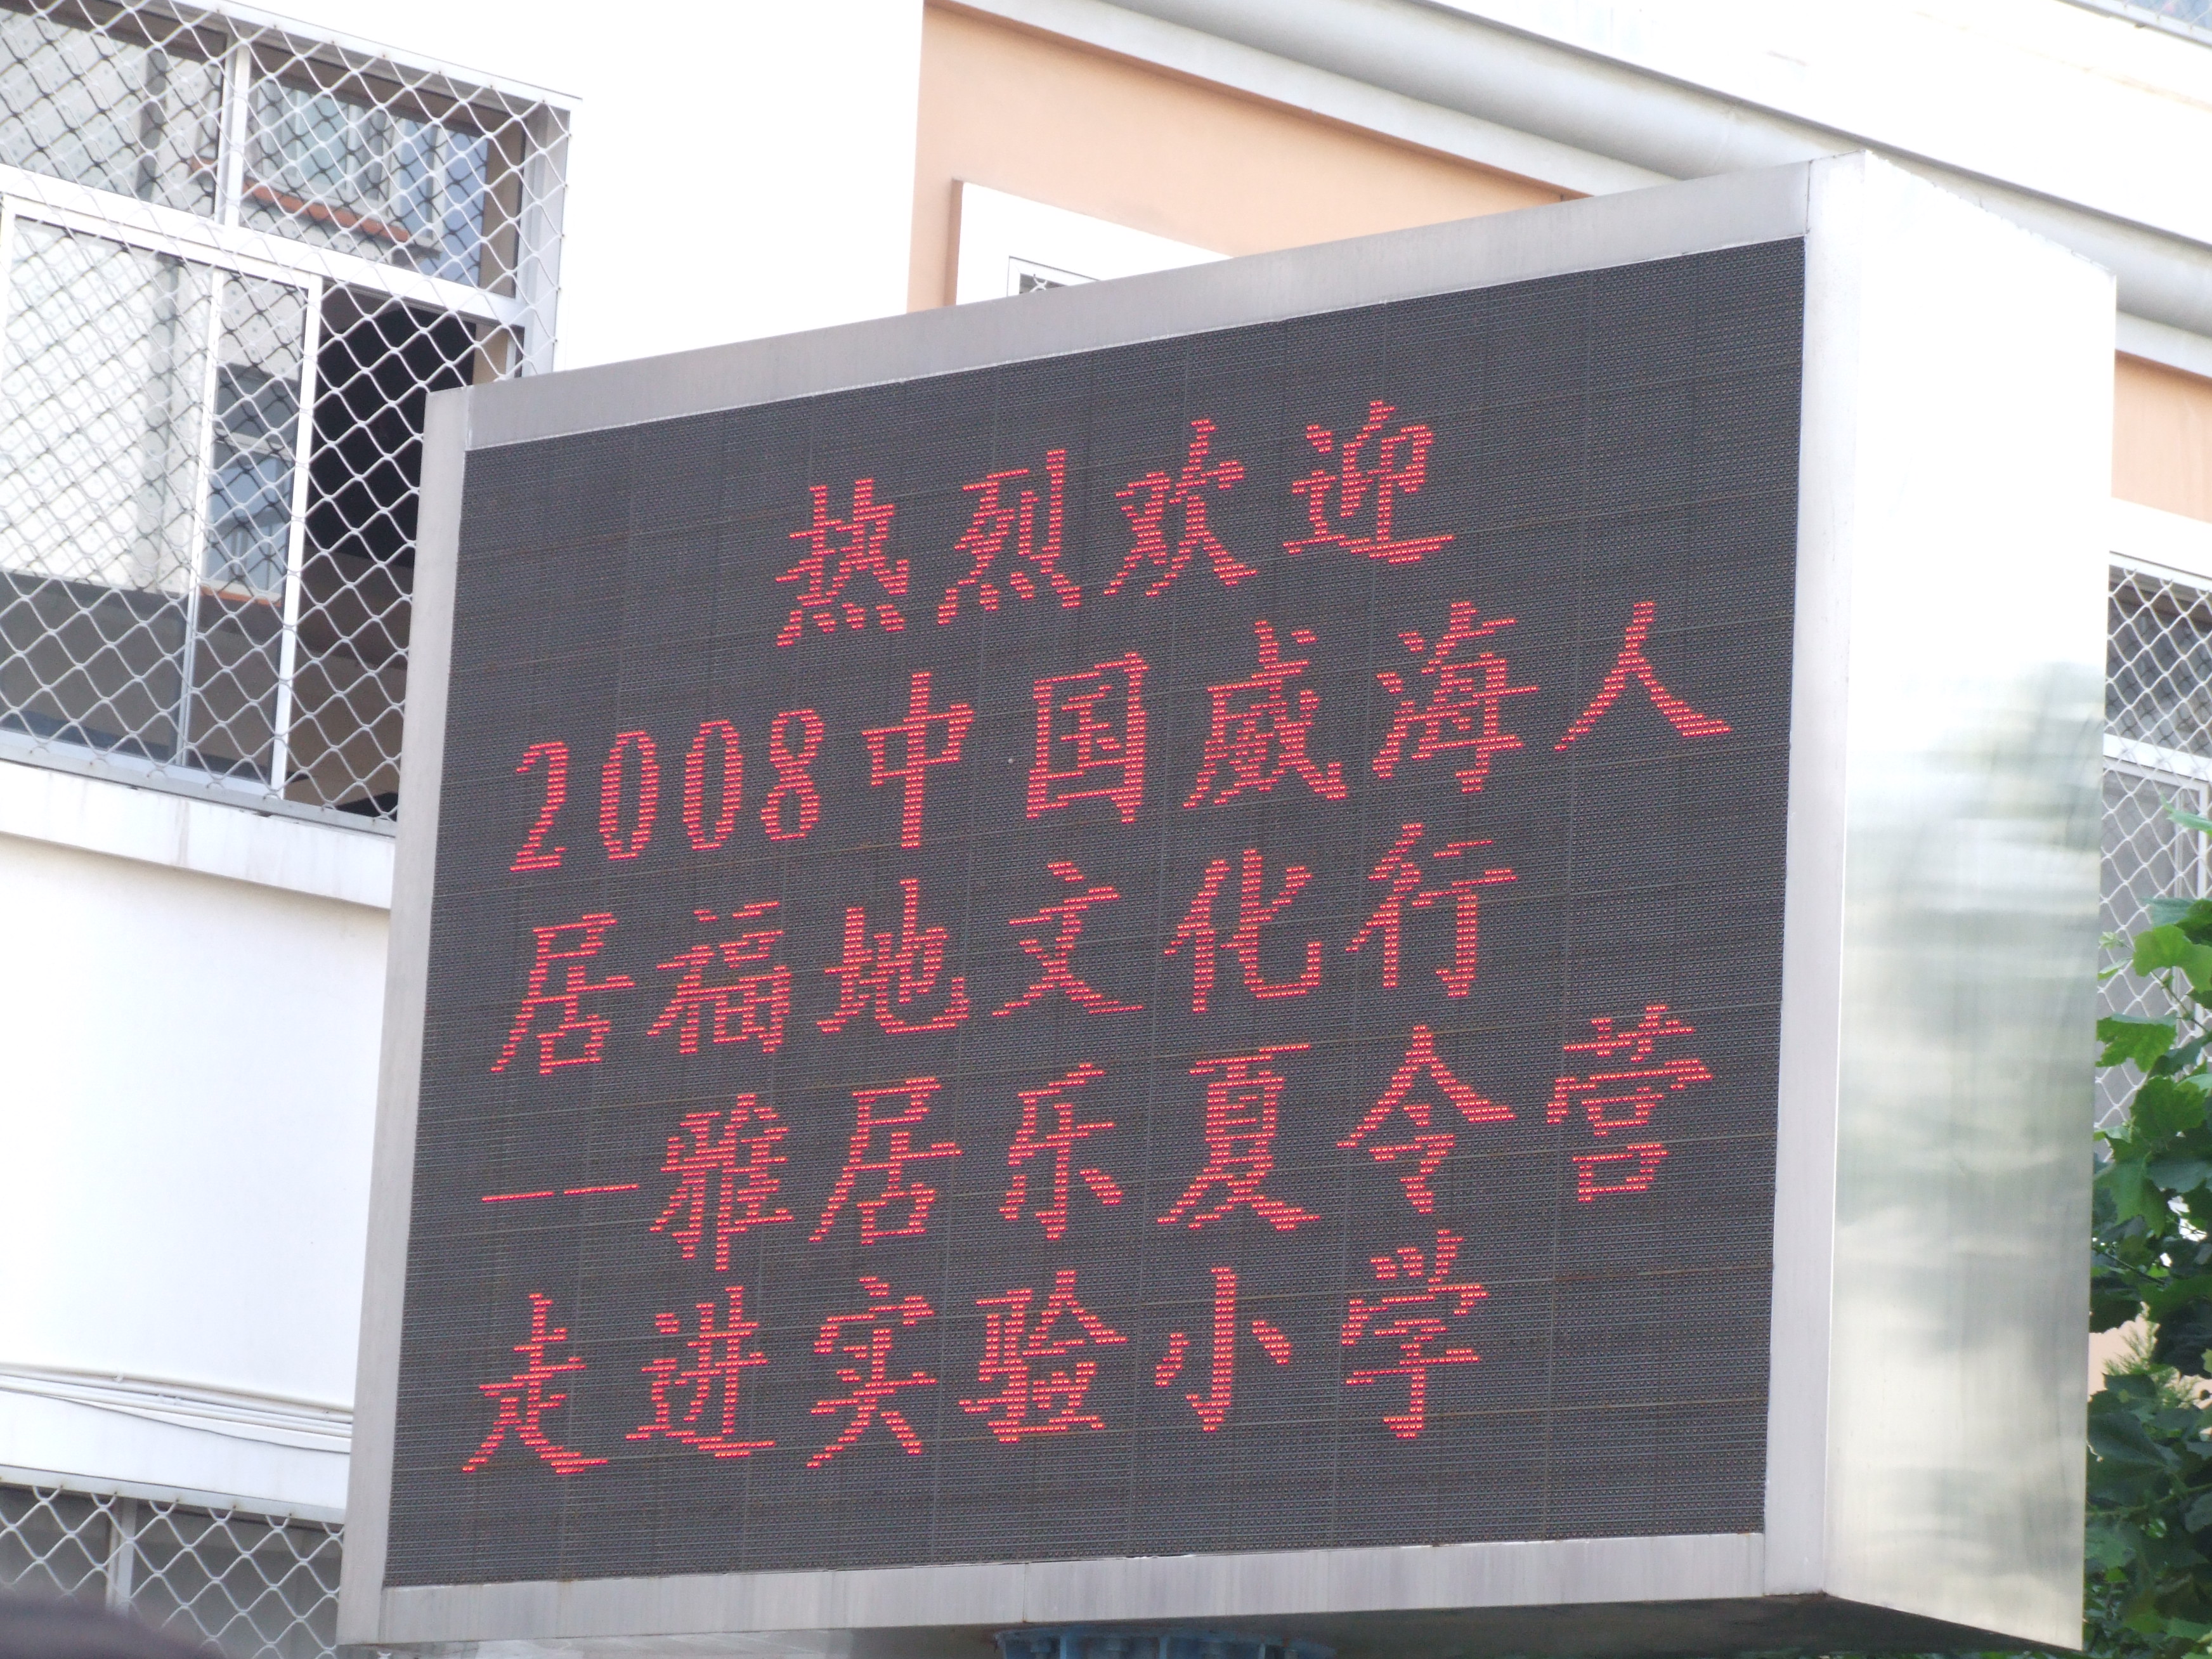 热烈欢迎
2008中国威海人
居福地文化行
——雅居乐夏令营
走进实验小学